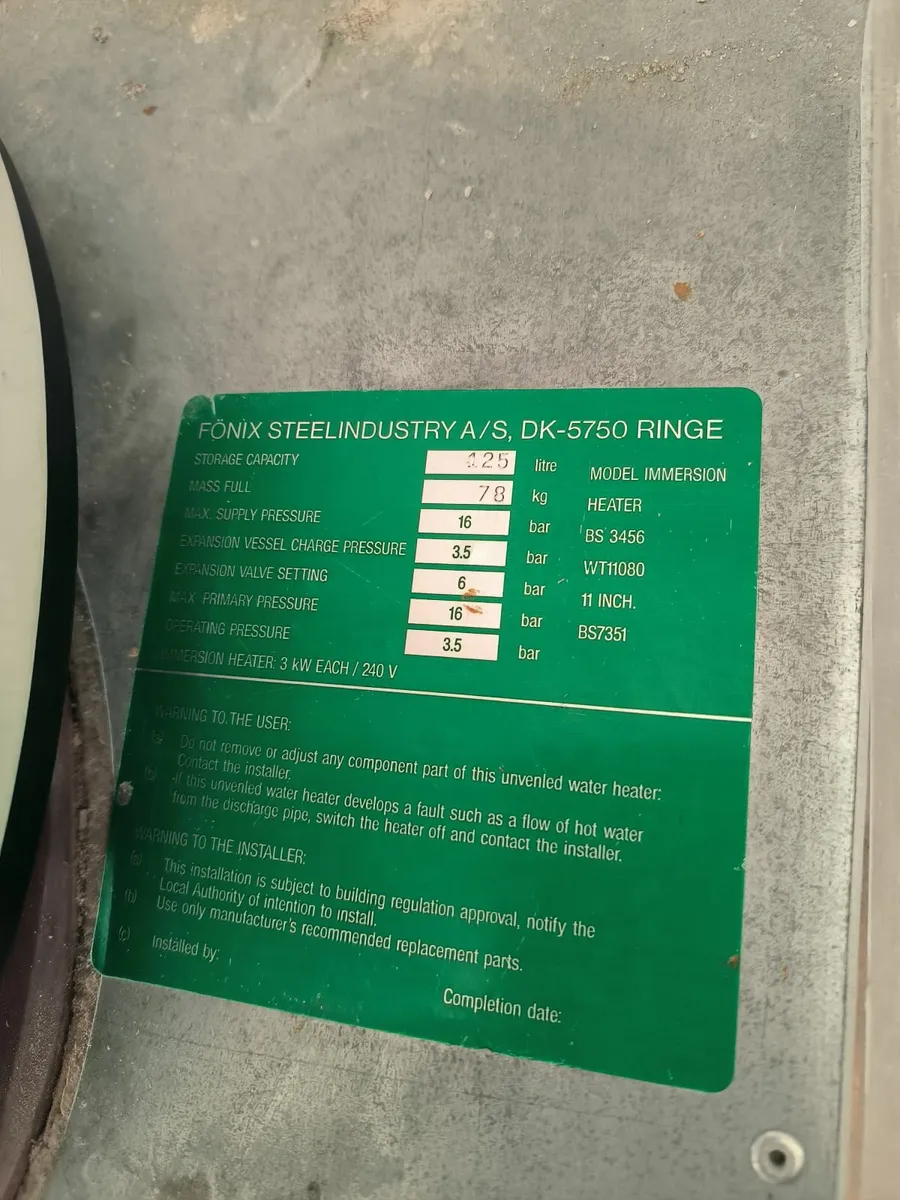 FÖNIX STEELINDUSTRY A/S, DK-5750 RINGE
STORAGE CAPACITY 125 litre
MASS FULL 78 kg
MAX. SUPPLY PRESSURE 16 bar
EXPANSION VESSEL CHARGE PRESSURE 3.5 bar
EXPANSION VALVE SETTING 6 bar
MAX. PRIMARY PRESSURE 16 bar
OPERATING PRESSURE 3.5 bar
IMMERSION HEATER: 3 kW EACH / 240 V
MODEL IMMERSION
HEATER
BS 3456
WT11080
11 INCH.
BS7351
WARNING TO THE USER:
(a) Do not remove or adjust any component part of this unvenled water heater:
Contact the installer.
(b) -If this unvenled water heater develops a fault such as a flow of hot water
from the discharge pipe, switch the heater off and contact the installer.
WARNING TO THE INSTALLER:
(a) This installation is subject to building regulation approval, notify the
Local Authority of intention to install.
(b) Use only manufacturer's recommended replacement parts.
(c) Installed by:
Completion date: